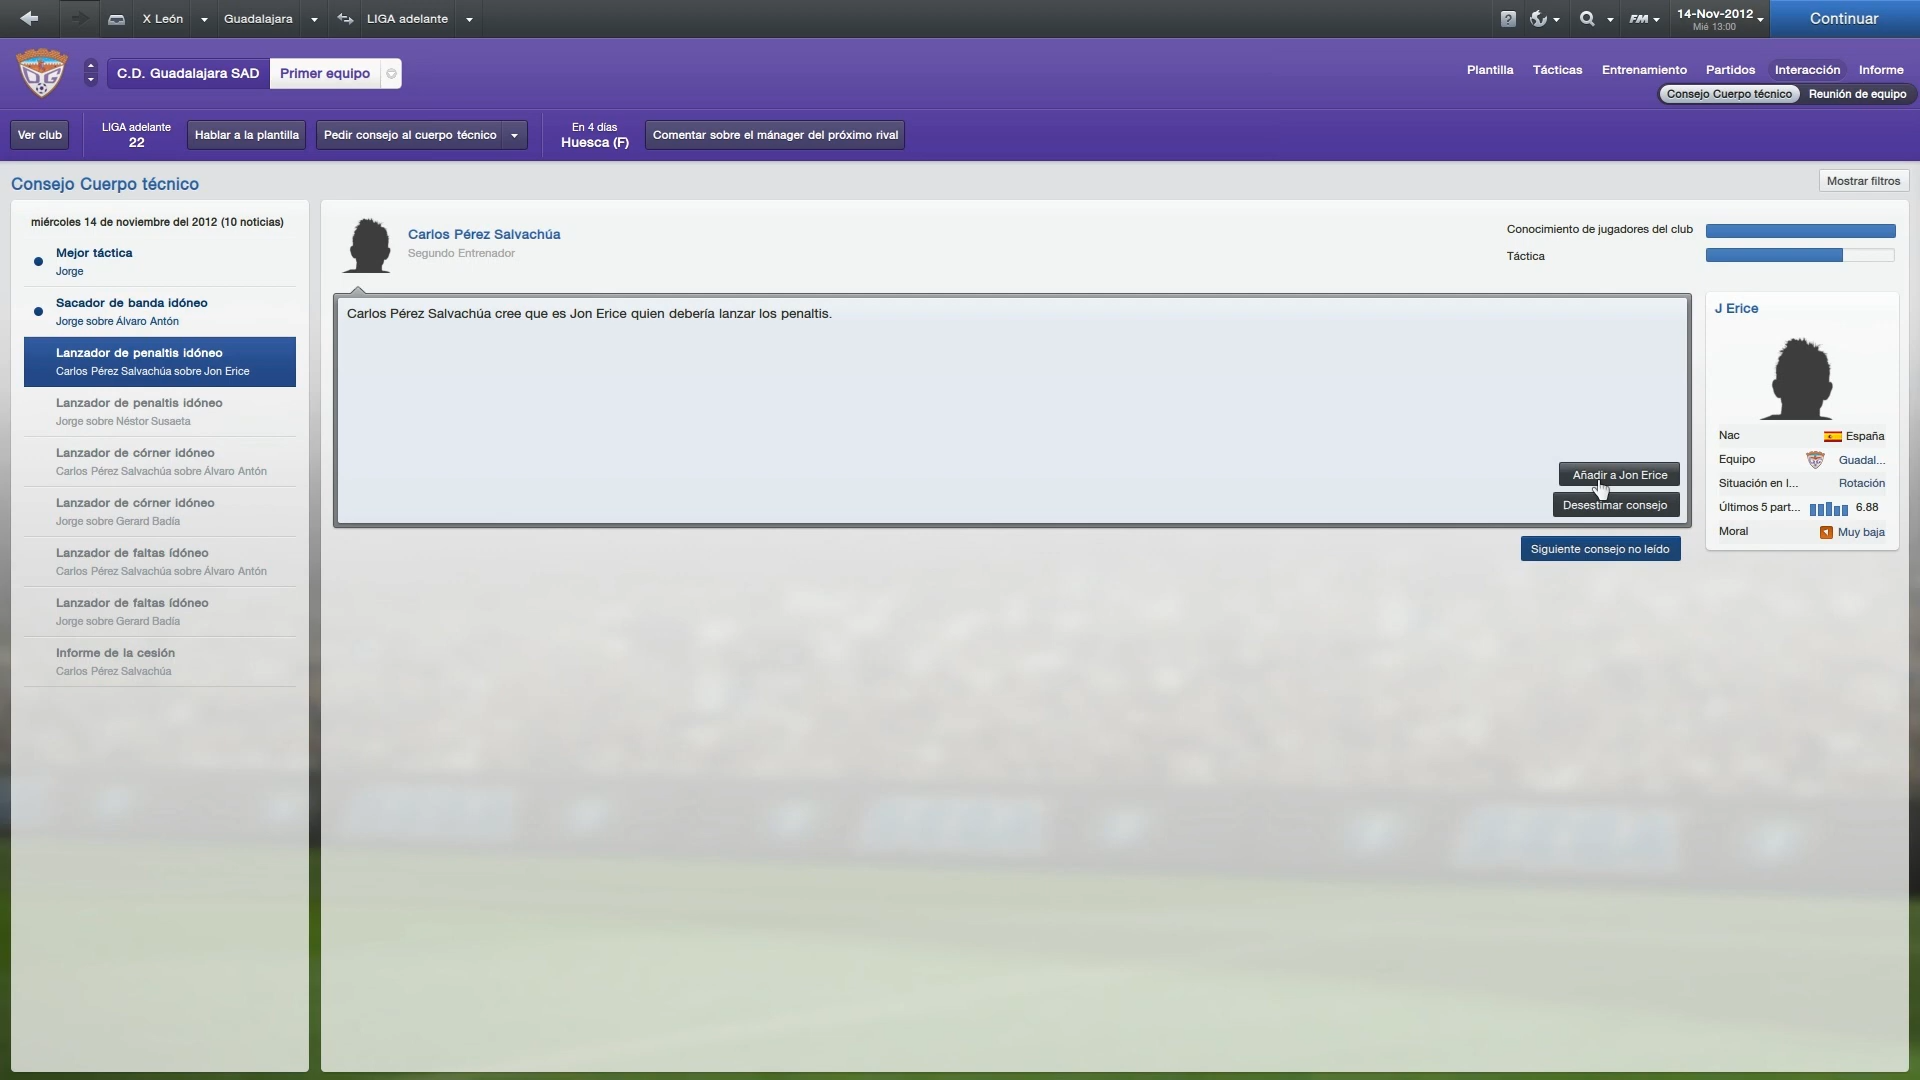 X León
Guadalajara
LIGA adelante
?
FM
14-Nov-2012
Mié 13:00
Continuar
C.D. Guadalajara SAD
Primer equipo
Plantilla
Tácticas
Entrenamiento
Partidos
Interacción
Informe
Consejo Cuerpo técnico
Reunión de equipo
Ver club
LIGA adelante
22
Hablar a la plantilla
Pedir consejo al cuerpo técnico
En 4 días
Huesca (F)
Comentar sobre el mánager del próximo rival
Consejo Cuerpo técnico
Mostrar filtros
miércoles 14 de noviembre del 2012 (10 noticias)
Mejor táctica
Jorge
Sacador de banda idóneo
Jorge sobre Álvaro Antón
Lanzador de penaltis idóneo
Carlos Pérez Salvachúa sobre Jon Erice
Lanzador de penaltis idóneo
Jorge sobre Néstor Susaeta
Lanzador de córner idóneo
Carlos Pérez Salvachúa sobre Álvaro Antón
Lanzador de córner idóneo
Jorge sobre Gerard Badía
Lanzador de faltas ídóneo
Carlos Pérez Salvachúa sobre Álvaro Antón
Lanzador de faltas ídóneo
Jorge sobre Gerard Badía
Informe de la cesión
Carlos Pérez Salvachúa
Carlos Pérez Salvachúa
Segundo Entrenador
Conocimiento de jugadores del club
Táctica
Carlos Pérez Salvachúa cree que es Jon Erice quien debería lanzar los penaltis.
Añadir a Jon Erice
Desestimar consejo
Siguiente consejo no leído
J Erice
Nac España
Equipo Guadal...
Situación en l... Rotación
Últimos 5 part... 6.88
Moral Muy baja